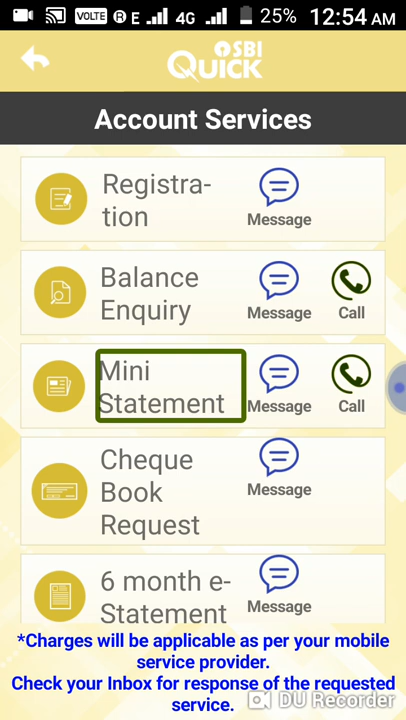 VOLTE R E 4G 25% 12:54 AM
SBI
QUICK
Account Services
Registra-
tion
Message
Balance
Enquiry
Message
Call
Mini
Statement
Message
Call
Cheque
Book
Request
Message
6 month e-
Statement
Message
*Charges will be applicable as per your mobile
service provider.
Check your Inbox for response of the requested
service.
DU Recorder